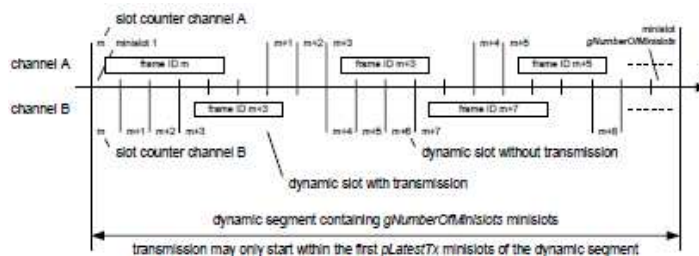 slot counter channel A
minislot
gNumberOfMinislots
m minislot 1 m+1 m+2 m+3 m+4 m+5
channel A frame ID m frame ID m+3 frame ID m+5
channel B frame ID m+3 frame ID m+7
m m+1 m+2 m+3 m+4 m+5 m+6 m+7 m+8
slot counter channel B
dynamic slot without transmission
dynamic slot with transmission
dynamic segment containing gNumberOfMinislots minislots
transmission may only start within the first pLatestTx minislots of the dynamic segment